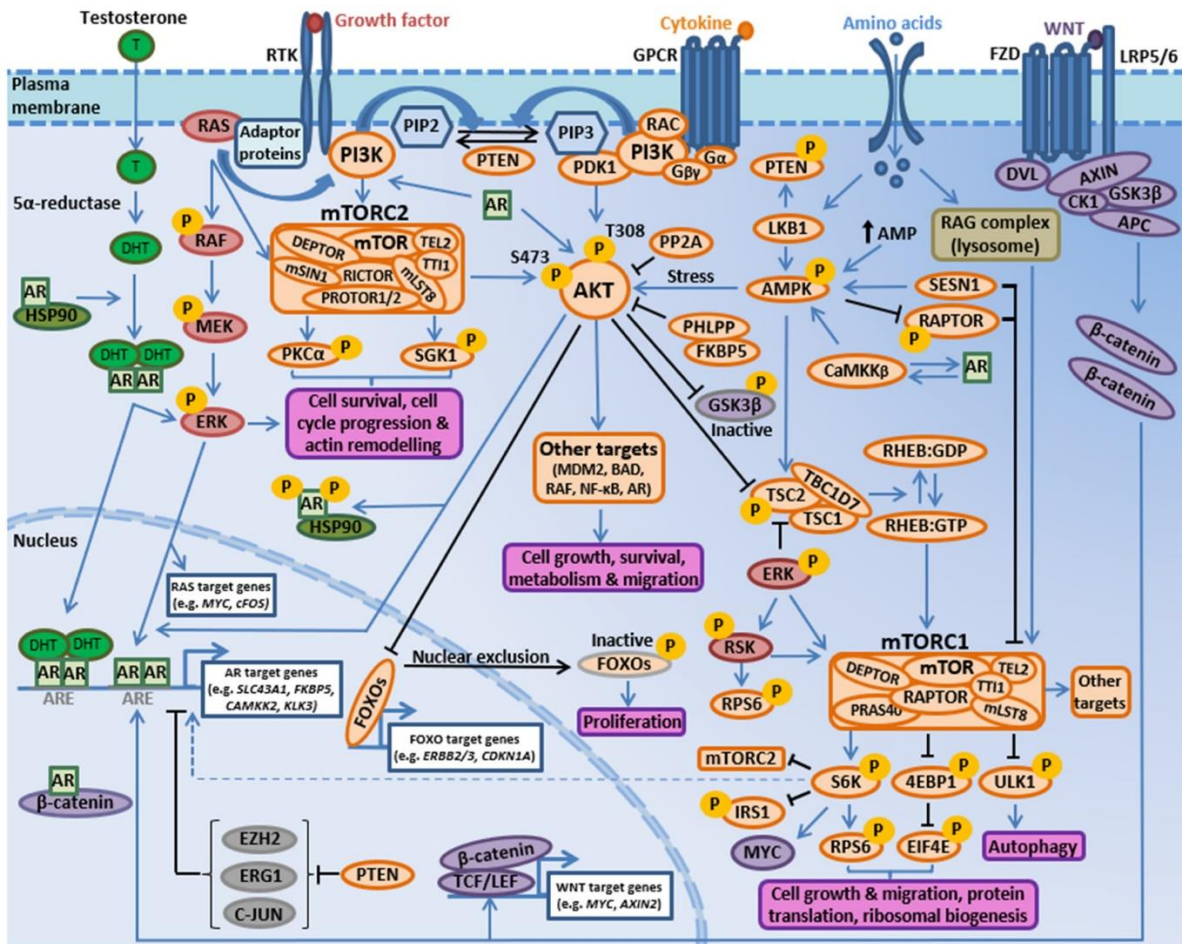 Testosterone
Growth factor
Cytokine
Amino acids
WNT
T
RTK
GPCR
FZD
LRP5/6
Plasma
membrane
RAS
Adaptor
proteins
PI3K
PIP2
PTEN
PIP3
PDK1
RAC
PI3K
Gβγ
Gα
PTEN
P
DVL
AXIN
CK1
GSK3β
APC
T
5α-reductase
DHT
P
RAF
AR
mTORC2
DEPTOR
mTOR
TEL2
TTI1
mSIN1
RICTOR
mLST8
PROTOR1/2
S473
T308
P
P
AKT
PP2A
Stress
PHLPP
FKBP5
LKB1
AMPK
P
AMP
RAG complex
(lysosome)
SESN1
RAPTOR
P
CaMKKβ
AR
β-catenin
β-catenin
AR
HSP90
P
MEK
DHT
DHT
AR
AR
P
ERK
PKCα
P
SGK1
P
Cell survival, cell
cycle progression &
actin remodelling
P
GSK3β
Inactive
Other targets
(MDM2, BAD,
RAF, NF-κB, AR)
TSC2
TBC1D7
TSC1
P
RHEB:GDP
RHEB:GTP
P
P
AR
HSP90
Cell growth, survival,
metabolism & migration
ERK
P
Nucleus
RAS target genes
(e.g. MYC, cFOS)
DHT
DHT
AR
AR
ARE
AR
AR
ARE
AR target genes
(e.g. SLC43A1, FKBP5,
CAMKK2, KLK3)
FOXOs
Nuclear exclusion
Inactive
FOXOs
P
Proliferation
FOXO target genes
(e.g. ERBB2/3, CDKN1A)
P
RSK
RPS6
P
mTORC1
DEPTOR
mTOR
TEL2
TTI1
RAPTOR
PRAS40
mLST8
Other
targets
mTORC2
S6K
P
4EBP1
P
ULK1
P
P
IRS1
MYC
RPS6
P
EIF4E
P
Autophagy
Cell growth & migration, protein
translation, ribosomal biogenesis
AR
β-catenin
EZH2
ERG1
C-JUN
PTEN
β-catenin
TCF/LEF
WNT target genes
(e.g. MYC, AXIN2)